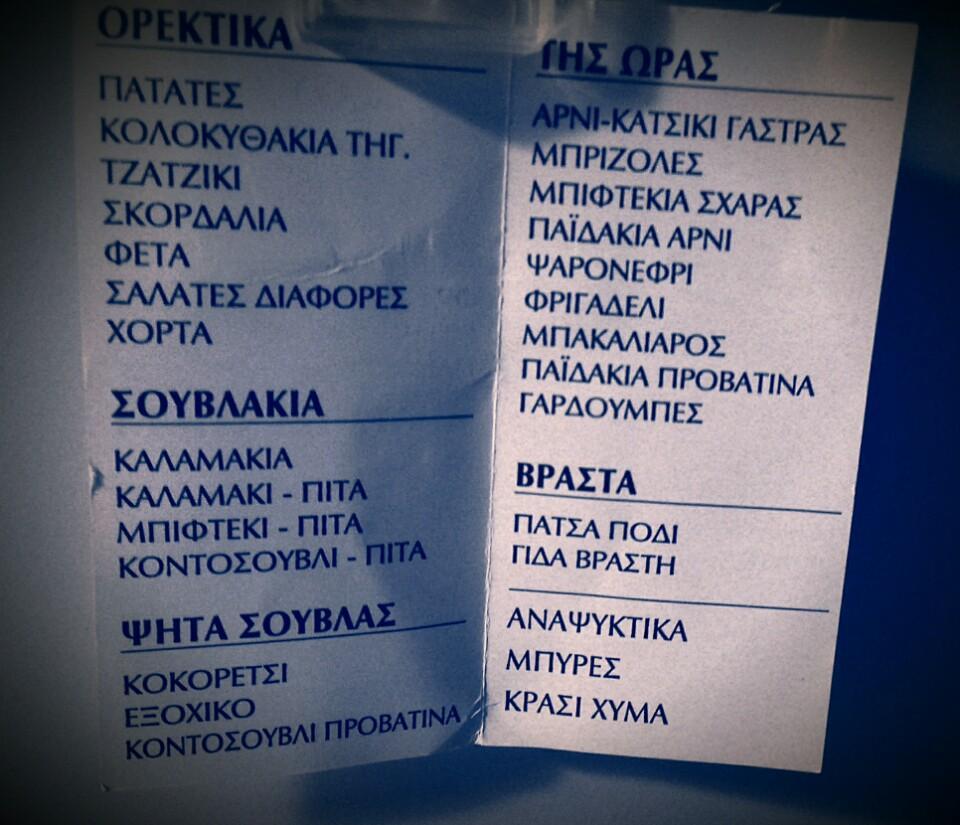 ΟΡΕΚΤΙΚΑ
ΠΑΤΑΤΕΣ
ΚΟΛΟΚΥΘΑΚΙΑ ΤΗΓ.
ΤΖΑΤΖΙΚΙ
ΣΚΟΡΔΑΛΙΑ
ΦΕΤΑ
ΣΑΛΑΤΕΣ ΔΙΑΦΟΡΕΣ
ΧΟΡΤΑ
ΣΟΥΒΛΑΚΙΑ
ΚΑΛΑΜΑΚΙΑ
ΚΑΛΑΜΑΚΙ - ΠΙΤΑ
ΜΠΙΦΤΕΚΙ - ΠΙΤΑ
ΚΟΝΤΟΣΟΥΒΛΙ - ΠΙΤΑ
ΨΗΤΑ ΣΟΥΒΛΑΣ
ΚΟΚΟΡΕΤΣΙ
ΕΞΟΧΙΚΟ
ΚΟΝΤΟΣΟΥΒΛΙ ΠΡΟΒΑΤΙΝΑ
ΤΗΣ ΩΡΑΣ
ΑΡΝΙ-ΚΑΤΣΙΚΙ ΓΑΣΤΡΑΣ
ΜΠΡΙΖΟΛΕΣ
ΜΠΙΦΤΕΚΙΑ ΣΧΑΡΑΣ
ΠΑΪΔΑΚΙΑ ΑΡΝΙ
ΨΑΡΟΝΕΦΡΙ
ΦΡΙΓΑΔΕΛΙ
ΜΠΑΚΑΛΙΑΡΟΣ
ΠΑΪΔΑΚΙΑ ΠΡΟΒΑΤΙΝΑ
ΓΑΡΔΟΥΜΠΕΣ
ΒΡΑΣΤΑ
ΠΑΤΣΑ ΠΟΔΙ
ΓΙΔΑ ΒΡΑΣΤΗ
ΑΝΑΨΥΚΤΙΚΑ
ΜΠΥΡΕΣ
ΚΡΑΣΙ ΧΥΜΑ